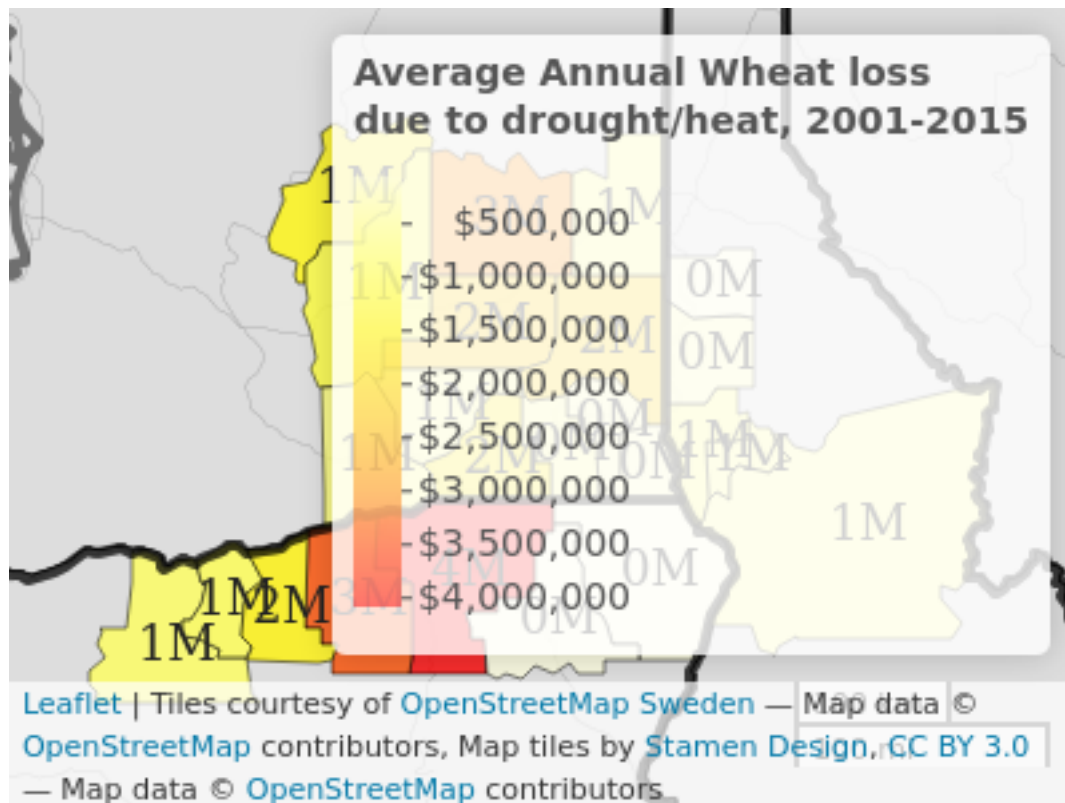 Average Annual Wheat loss
due to drought/heat, 2001-2015
1M
3M
1M
$500,000
1M
0M
$1,000,000
2M
2M
0M
$1,500,000
$2,000,000
1M
0M
1M
1M
2M
0M
0M
1M
$2,500,000
$3,000,000
1M
$3,500,000
4M
0M
1M
2M
3M
$4,000,000
0M
1M
Leaflet | Tiles courtesy of OpenStreetMap Sweden — Map data ©
OpenStreetMap contributors, Map tiles by Stamen Design, CC BY 3.0
— Map data © OpenStreetMap contributors